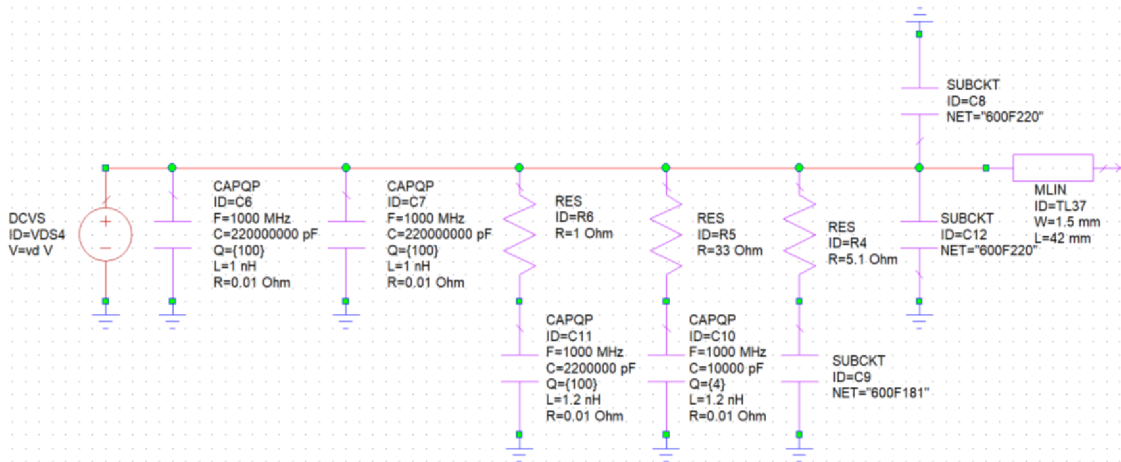 SUBCKT
ID=C8
NET="600F220"
DCVS
ID=VDS4
V=vd V
CAPQP
ID=C6
F=1000 MHz
C=220000000 pF
Q={100}
L=1 nH
R=0.01 Ohm
CAPQP
ID=C7
F=1000 MHz
C=220000000 pF
Q={100}
L=1 nH
R=0.01 Ohm
RES
ID=R6
R=1 Ohm
RES
ID=R5
R=33 Ohm
RES
ID=R4
R=5.1 Ohm
SUBCKT
ID=C12
NET="600F220"
MLIN
ID=TL37
W=1.5 mm
L=42 mm
CAPQP
ID=C11
F=1000 MHz
C=2200000 pF
Q={100}
L=1.2 nH
R=0.01 Ohm
CAPQP
ID=C10
F=1000 MHz
C=10000 pF
Q={4}
L=1.2 nH
R=0.01 Ohm
SUBCKT
ID=C9
NET="600F181"